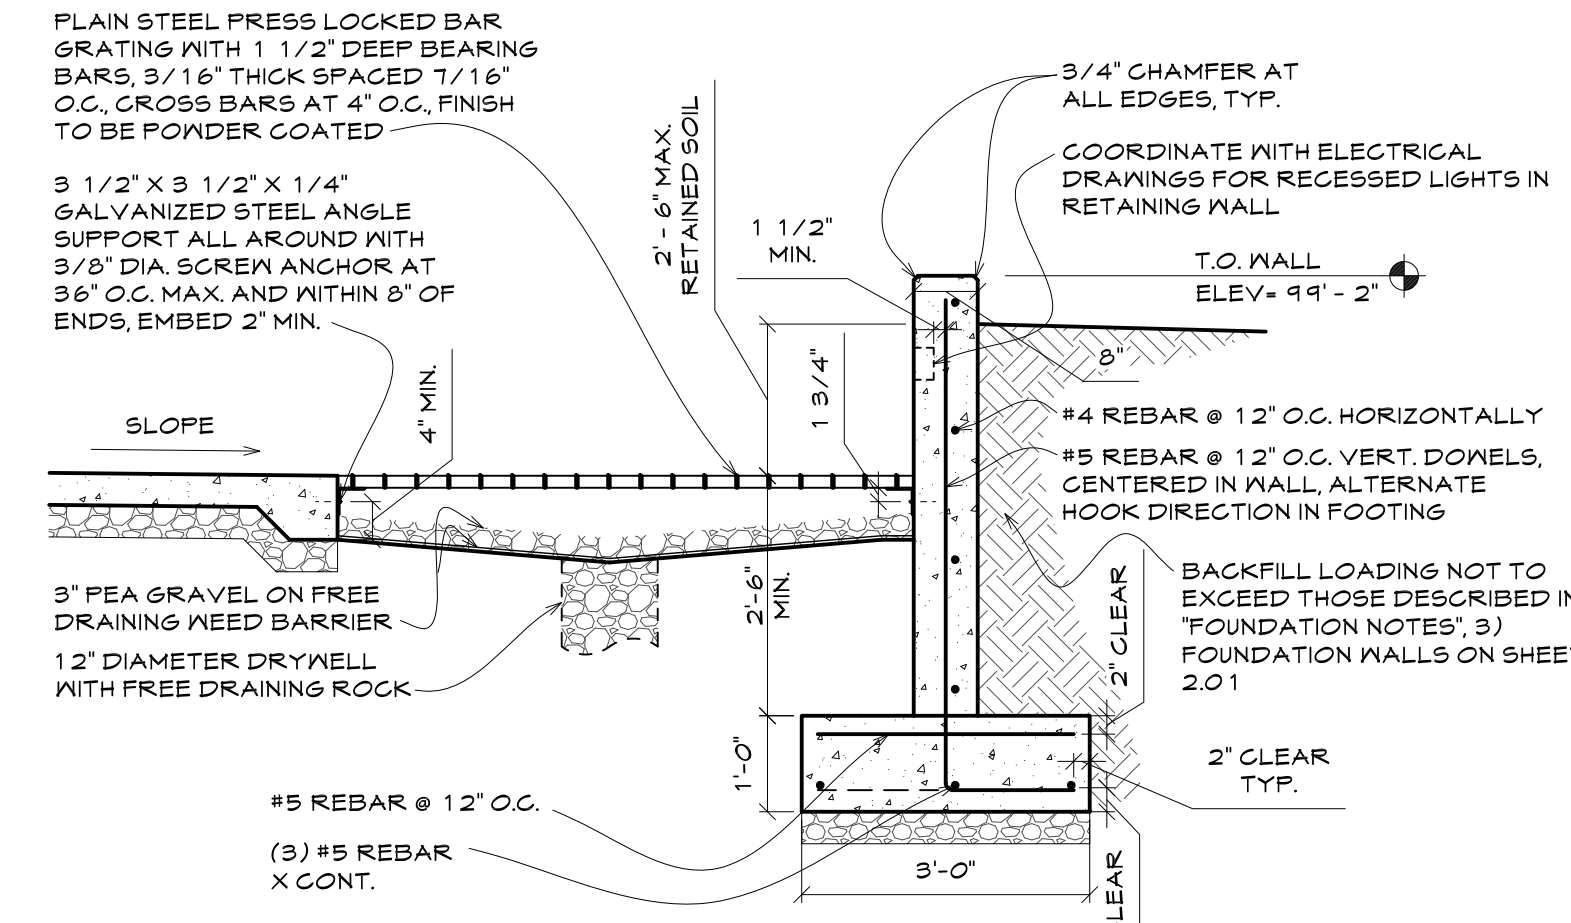 PLAIN STEEL PRESS LOCKED BAR
GRATING WITH 1 1/2" DEEP BEARING
BARS, 3/16" THICK SPACED 7/16"
O.C., CROSS BARS AT 4" O.C., FINISH
TO BE POWDER COATED
3 1/2" X 3 1/2" X 1/4"
GALVANIZED STEEL ANGLE
SUPPORT ALL AROUND WITH
3/8" DIA. SCREW ANCHOR AT
36" O.C. MAX. AND WITHIN 8" OF
ENDS, EMBED 2" MIN.
SLOPE
4" MIN.
2' - 6" MAX.
RETAINED SOIL
1 1/2"
MIN.
1 3/4"
3/4" CHAMFER AT
ALL EDGES, TYP.
COORDINATE WITH ELECTRICAL
DRAWINGS FOR RECESSED LIGHTS IN
RETAINING WALL
T.O. WALL
ELEV= 99' - 2"
8"
#4 REBAR @ 12" O.C. HORIZONTALLY
#5 REBAR @ 12" O.C. VERT. DOWELS,
CENTERED IN WALL, ALTERNATE
HOOK DIRECTION IN FOOTING
BACKFILL LOADING NOT TO
EXCEED THOSE DESCRIBED IN
"FOUNDATION NOTES", 3)
FOUNDATION WALLS ON SHEET
2.01
3" PEA GRAVEL ON FREE
DRAINING WEED BARRIER
12" DIAMETER DRYWELL
WITH FREE DRAINING ROCK
2'-6"
MIN.
2" CLEAR
1'-0"
2" CLEAR
TYP.
#5 REBAR @ 12" O.C.
(3) #5 REBAR
X CONT.
3'-0"
LEAR